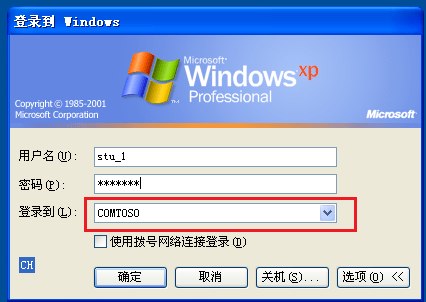 登录到 Windows
Microsoft®
Windows xp
Professional
Copyright © 1985-2001
Microsoft Corporation
Microsoft
用户名(U):
stu_1
密码(P):
*******
登录到(L):
COMTOSO
使用拨号网络连接登录(D)
CH
确定
取消
关机(S)...
选项(O) <<